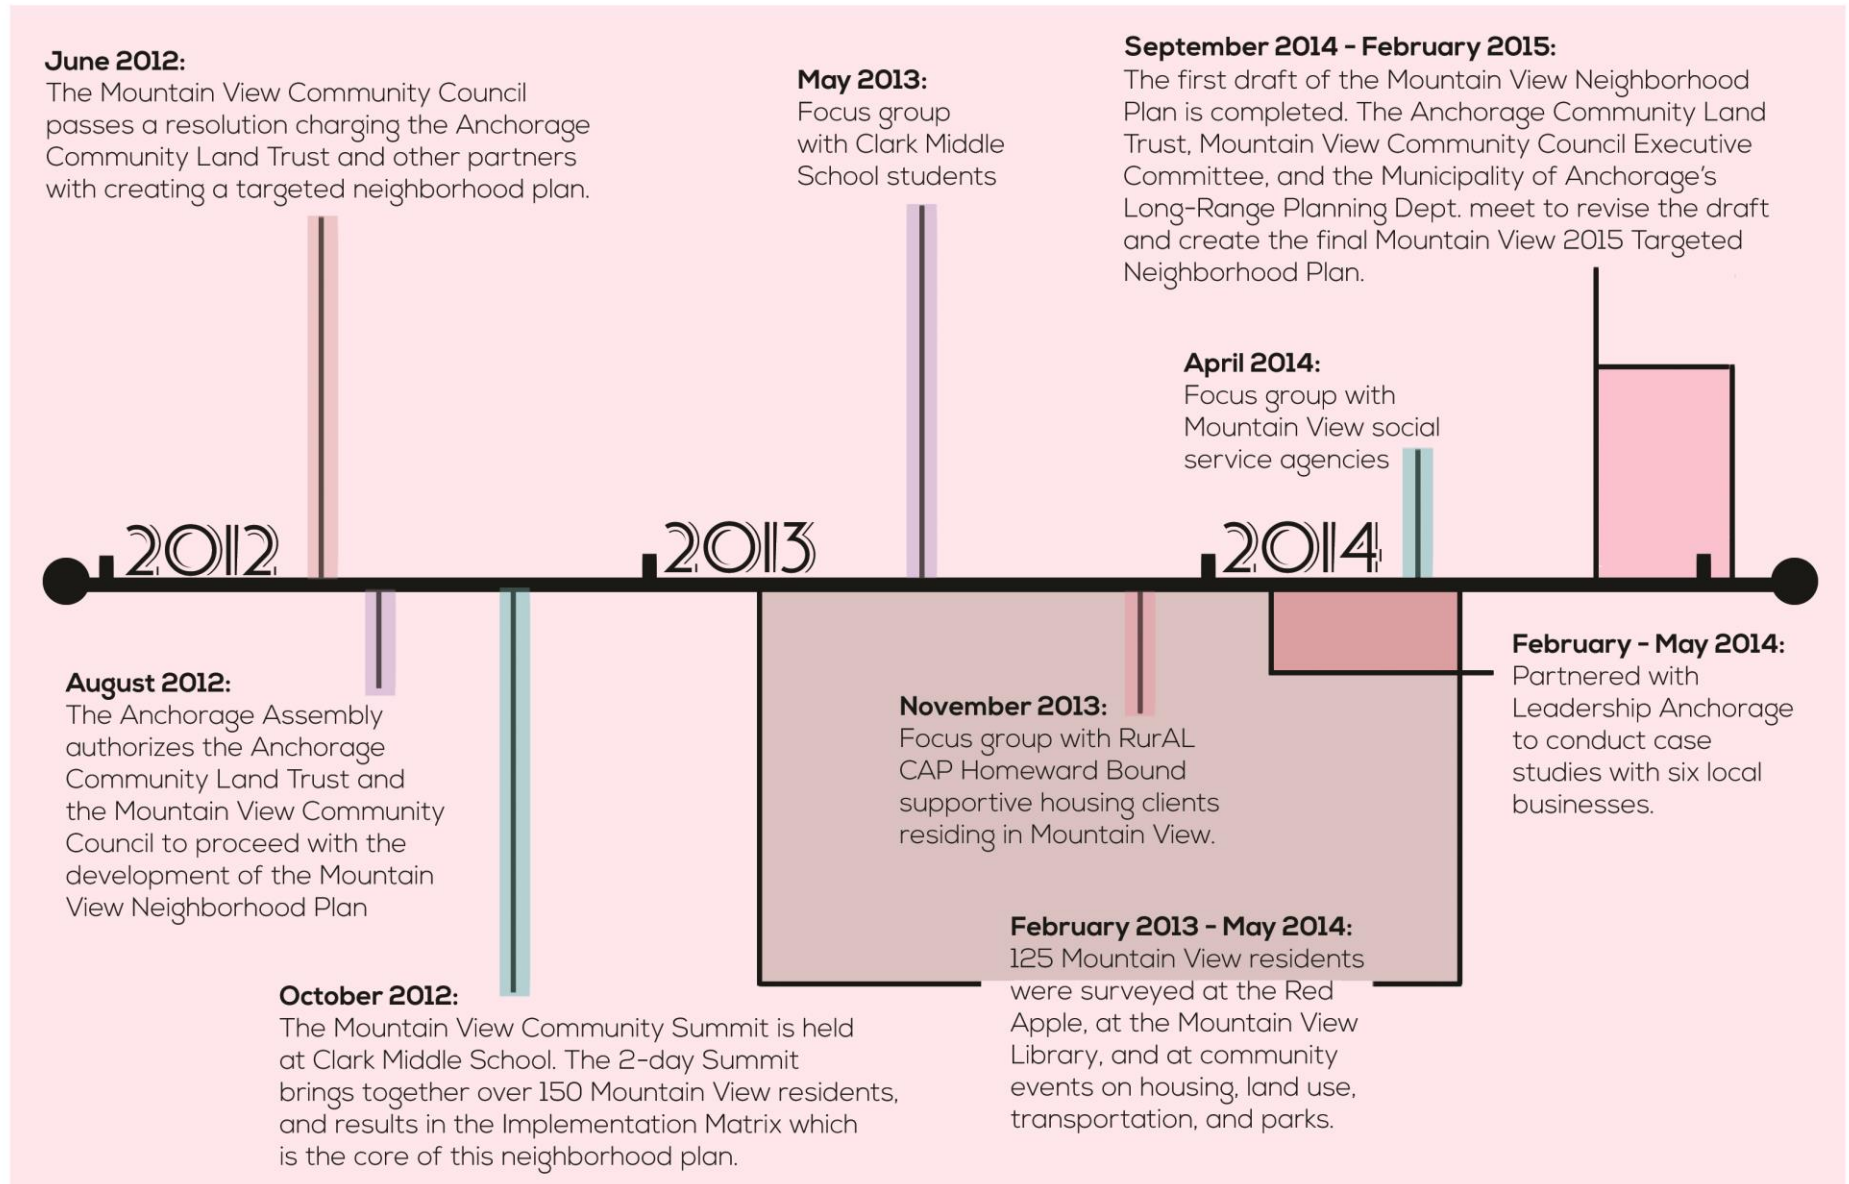 June 2012:
The Mountain View Community Council
passes a resolution charging the Anchorage
Community Land Trust and other partners
with creating a targeted neighborhood plan.
May 2013:
Focus group
with Clark Middle
School students
September 2014 - February 2015:
The first draft of the Mountain View Neighborhood
Plan is completed. The Anchorage Community Land
Trust, Mountain View Community Council Executive
Committee, and the Municipality of Anchorage's
Long-Range Planning Dept. meet to revise the draft
and create the final Mountain View 2015 Targeted
Neighborhood Plan.
April 2014:
Focus group with
Mountain View social
service agencies
2012
2013
2014
August 2012:
The Anchorage Assembly
authorizes the Anchorage
Community Land Trust and
the Mountain View Community
Council to proceed with the
development of the Mountain
View Neighborhood Plan
October 2012:
The Mountain View Community Summit is held
at Clark Middle School. The 2-day Summit
brings together over 150 Mountain View residents,
and results in the Implementation Matrix which
is the core of this neighborhood plan.
November 2013:
Focus group with RurAL
CAP Homeward Bound
supportive housing clients
residing in Mountain View.
February 2013 - May 2014:
125 Mountain View residents
were surveyed at the Red
Apple, at the Mountain View
Library, and at community
events on housing, land use,
transportation, and parks.
February - May 2014:
Partnered with
Leadership Anchorage
to conduct case
studies with six local
businesses.